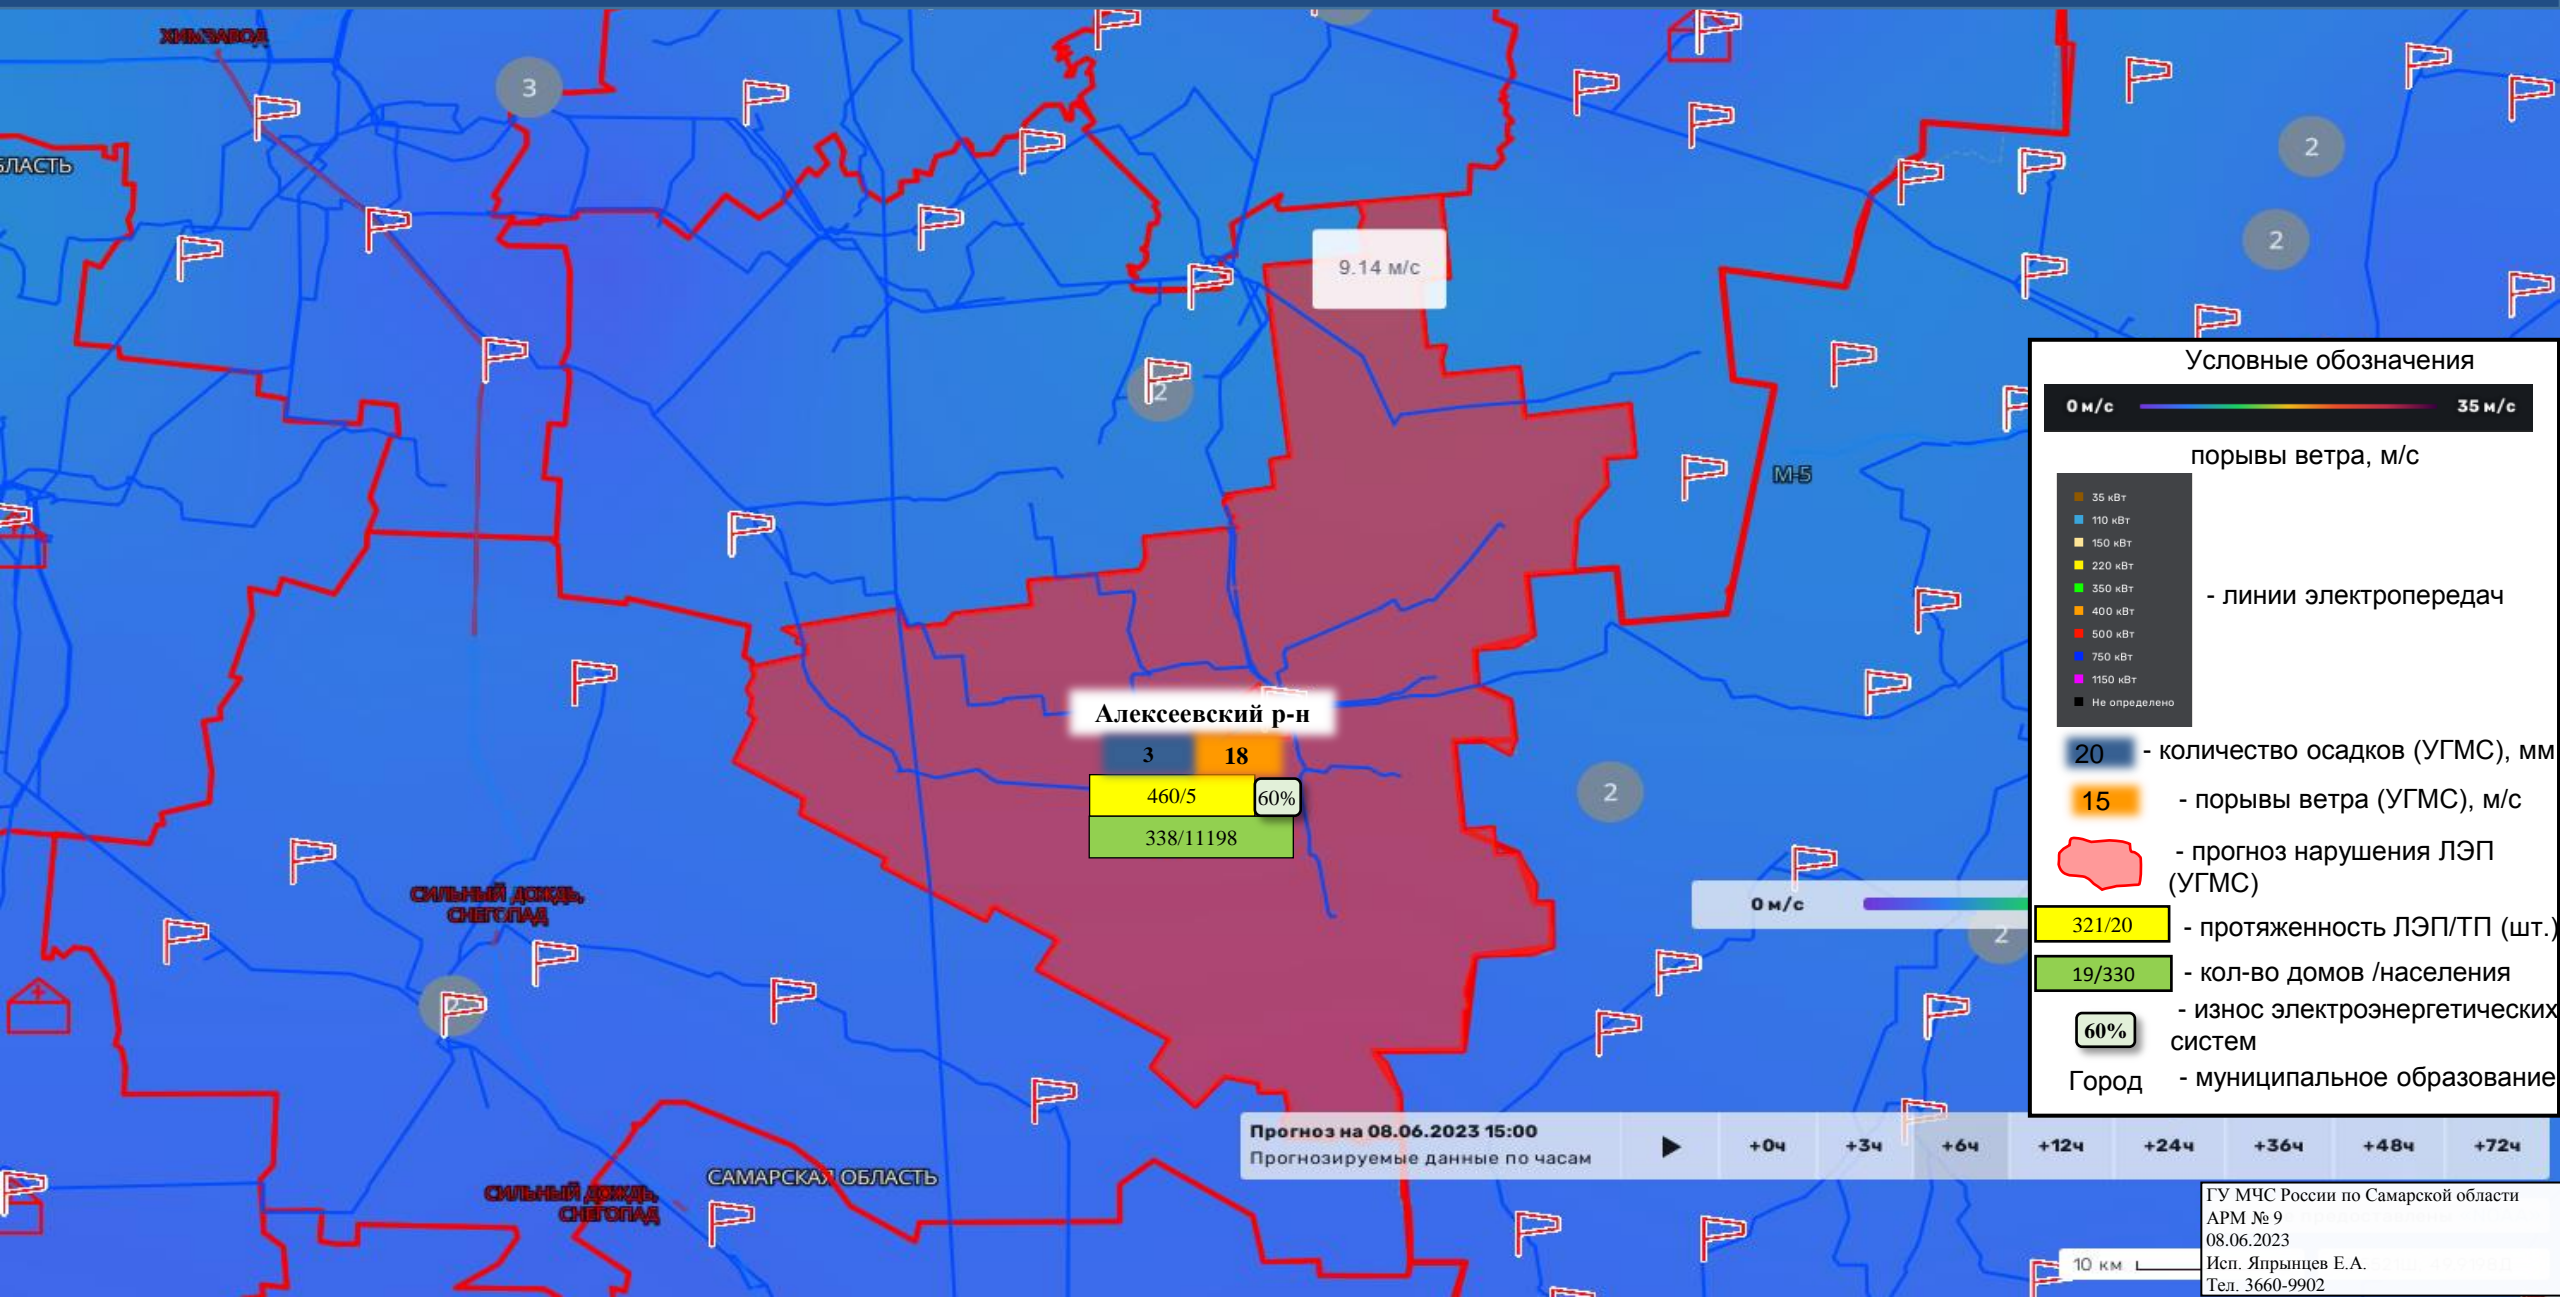 ХИМЗАВОД
3
2
БЛАСТЬ
2
9.14 м/с
2
М-5
Алексеевский р-н
3
18
460/5
60%
338/11198
2
0 м/с
2
СИЛЬНЫЙ ДОЖДЬ,
СНЕГОПАД
2
СИЛЬНЫЙ ДОЖДЬ,
СНЕГОПАД
САМАРСКАЯ ОБЛАСТЬ
Условные обозначения
0 м/с
35 м/с
порывы ветра, м/с
35 кВт
110 кВт
150 кВт
220 кВт
350 кВт
400 кВт
500 кВт
750 кВт
1150 кВт
Не определено
- линии электропередач
20 - количество осадков (УГМС), мм
15 - порывы ветра (УГМС), м/с
- прогноз нарушения ЛЭП
(УГМС)
321/20 - протяженность ЛЭП/ТП (шт.)
19/330 - кол-во домов /населения
- износ электроэнергетических
60%
систем
Город - муниципальное образование
Прогноз на 08.06.2023 15:00
Прогнозируемые данные по часам
+0ч +3ч +6ч +12ч +24ч +36ч +48ч +72ч
10 км
ГУ МЧС России по Самарской области
АРМ № 9
08.06.2023
Исп. Япрынцев Е.А.
Тел. 3660-9902